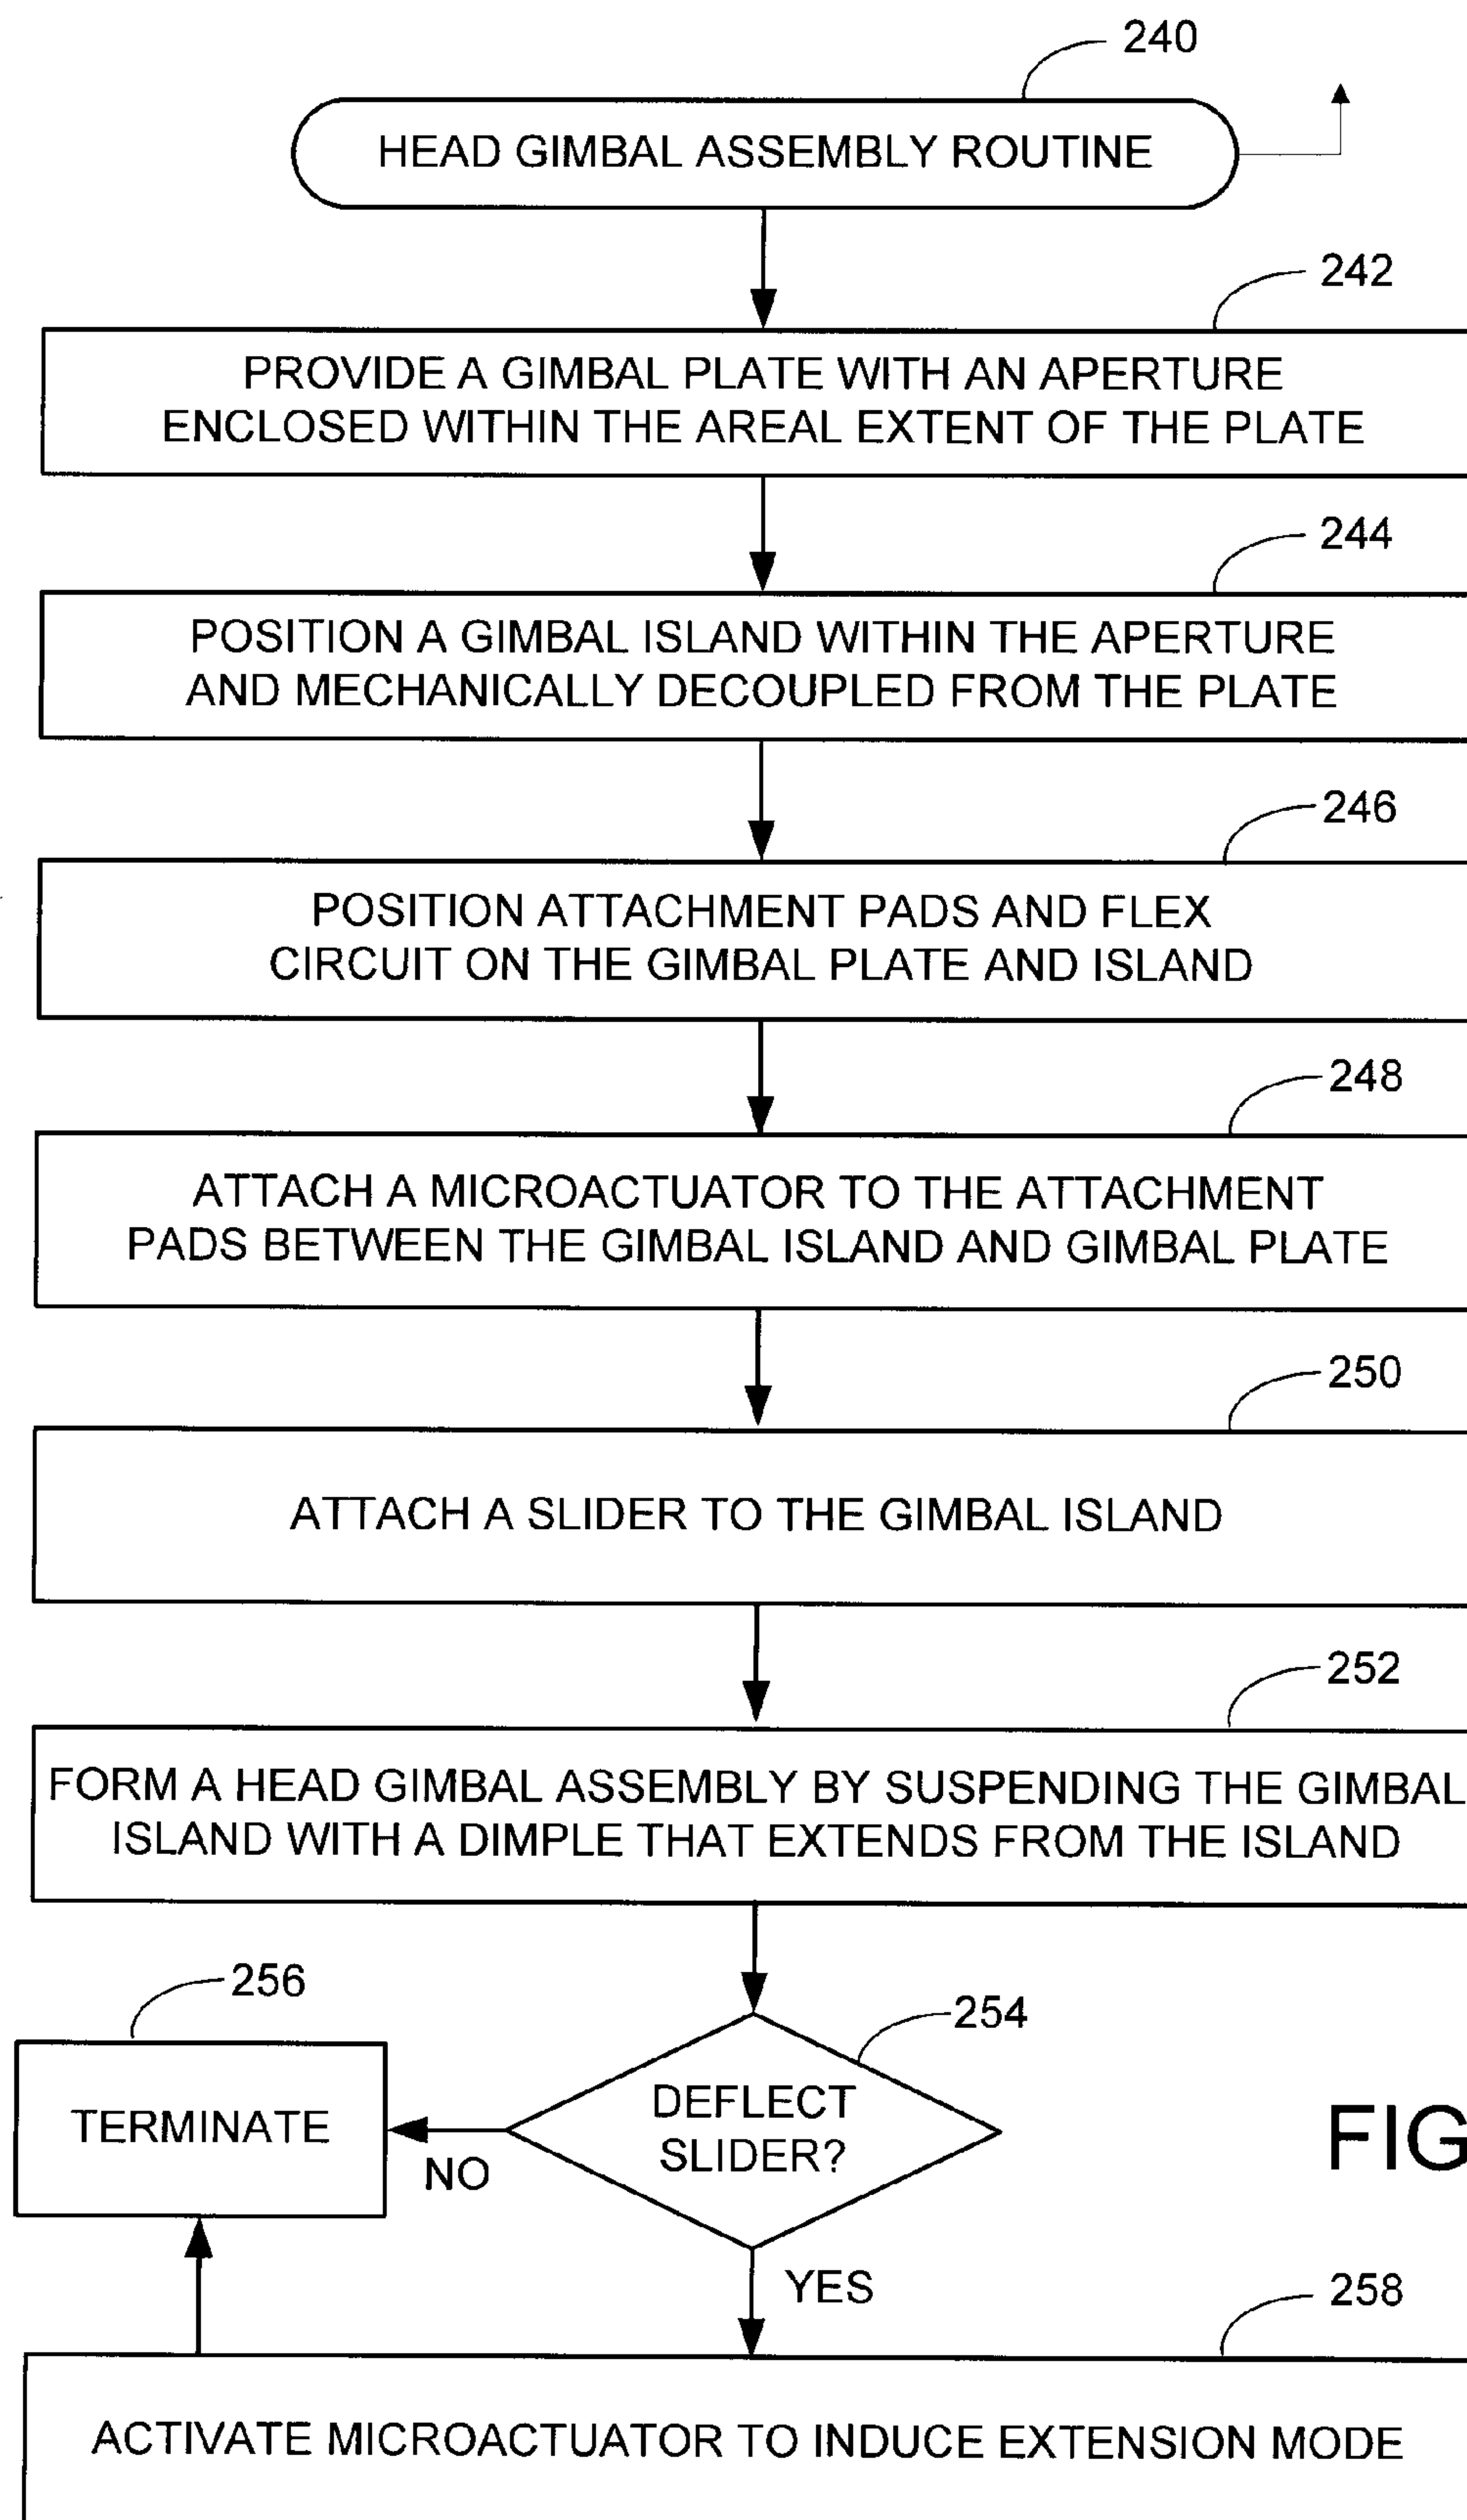 240
HEAD GIMBAL ASSEMBLY ROUTINE
242
PROVIDE A GIMBAL PLATE WITH AN APERTURE
ENCLOSED WITHIN THE AREAL EXTENT OF THE PLATE
244
POSITION A GIMBAL ISLAND WITHIN THE APERTURE
AND MECHANICALLY DECOUPLED FROM THE PLATE
246
POSITION ATTACHMENT PADS AND FLEX
CIRCUIT ON THE GIMBAL PLATE AND ISLAND
248
ATTACH A MICROACTUATOR TO THE ATTACHMENT
PADS BETWEEN THE GIMBAL ISLAND AND GIMBAL PLATE
250
ATTACH A SLIDER TO THE GIMBAL ISLAND
252
FORM A HEAD GIMBAL ASSEMBLY BY SUSPENDING THE GIMBAL
ISLAND WITH A DIMPLE THAT EXTENDS FROM THE ISLAND
256
254
TERMINATE
DEFLECT
SLIDER?
NO
FIG
YES
258
ACTIVATE MICROACTUATOR TO INDUCE EXTENSION MODE